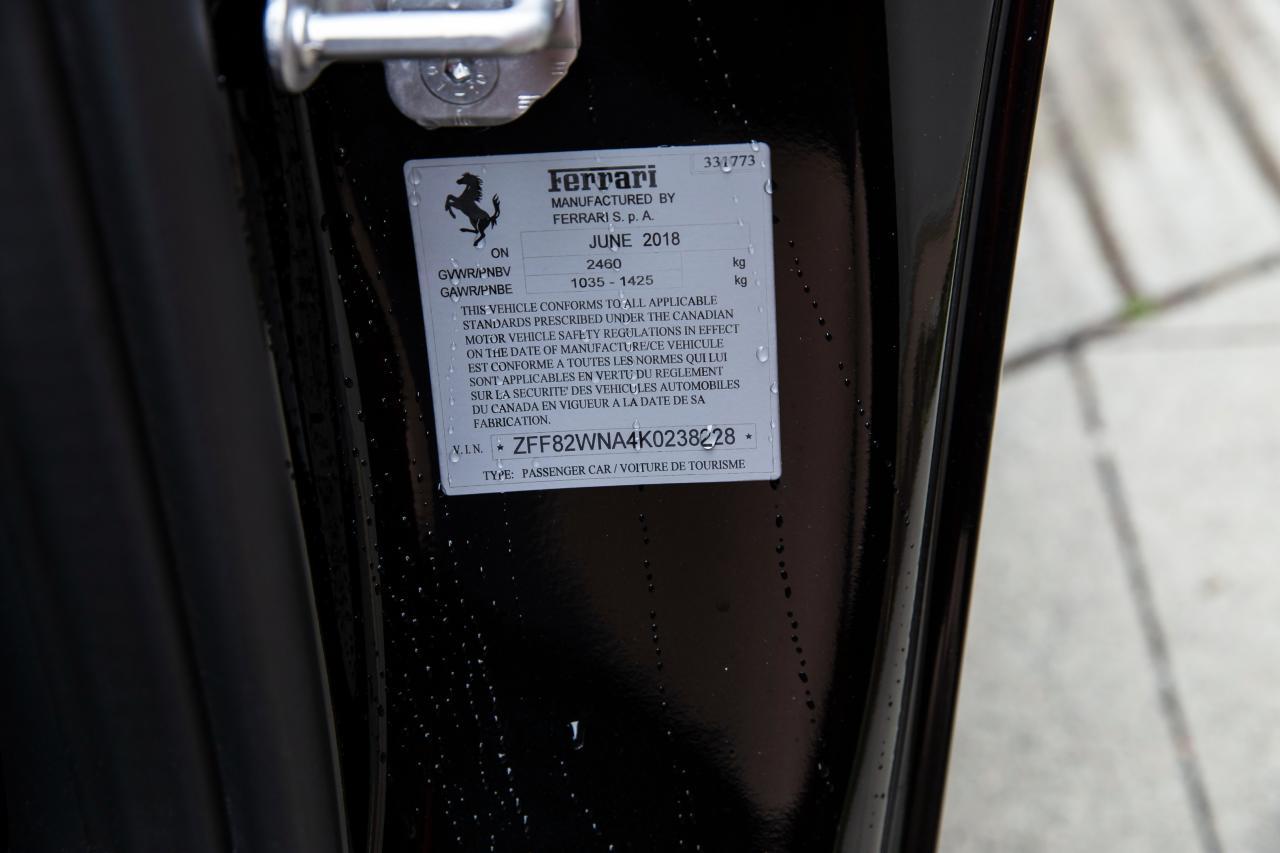 331773
Ferrari
MANUFACTURED BY
FERRARI S. p. A.
ON JUNE 2018
GVWR/PNBV 2460 kg
GAWR/PNBE 1035 - 1425 kg
THIS VEHICLE CONFORMS TO ALL APPLICABLE
STANDARDS PRESCRIBED UNDER THE CANADIAN
MOTOR VEHICLE SAFETY REGULATIONS IN EFFECT
ON THE DATE OF MANUFACTURE/CE VEHICULE
EST CONFORME A TOUTES LES NORMES QUI LUI
SONT APPLICABLES EN VERTU DU REGLEMENT
SUR LA SECURITE' DES VEHICULES AUTOMOBILES
DU CANADA EN VIGUEUR A LA DATE DE SA
FABRICATION.
V.I.N. ★ ZFF82WNA4K0238228 ★
TYPE: PASSENGER CAR / VOITURE DE TOURISME